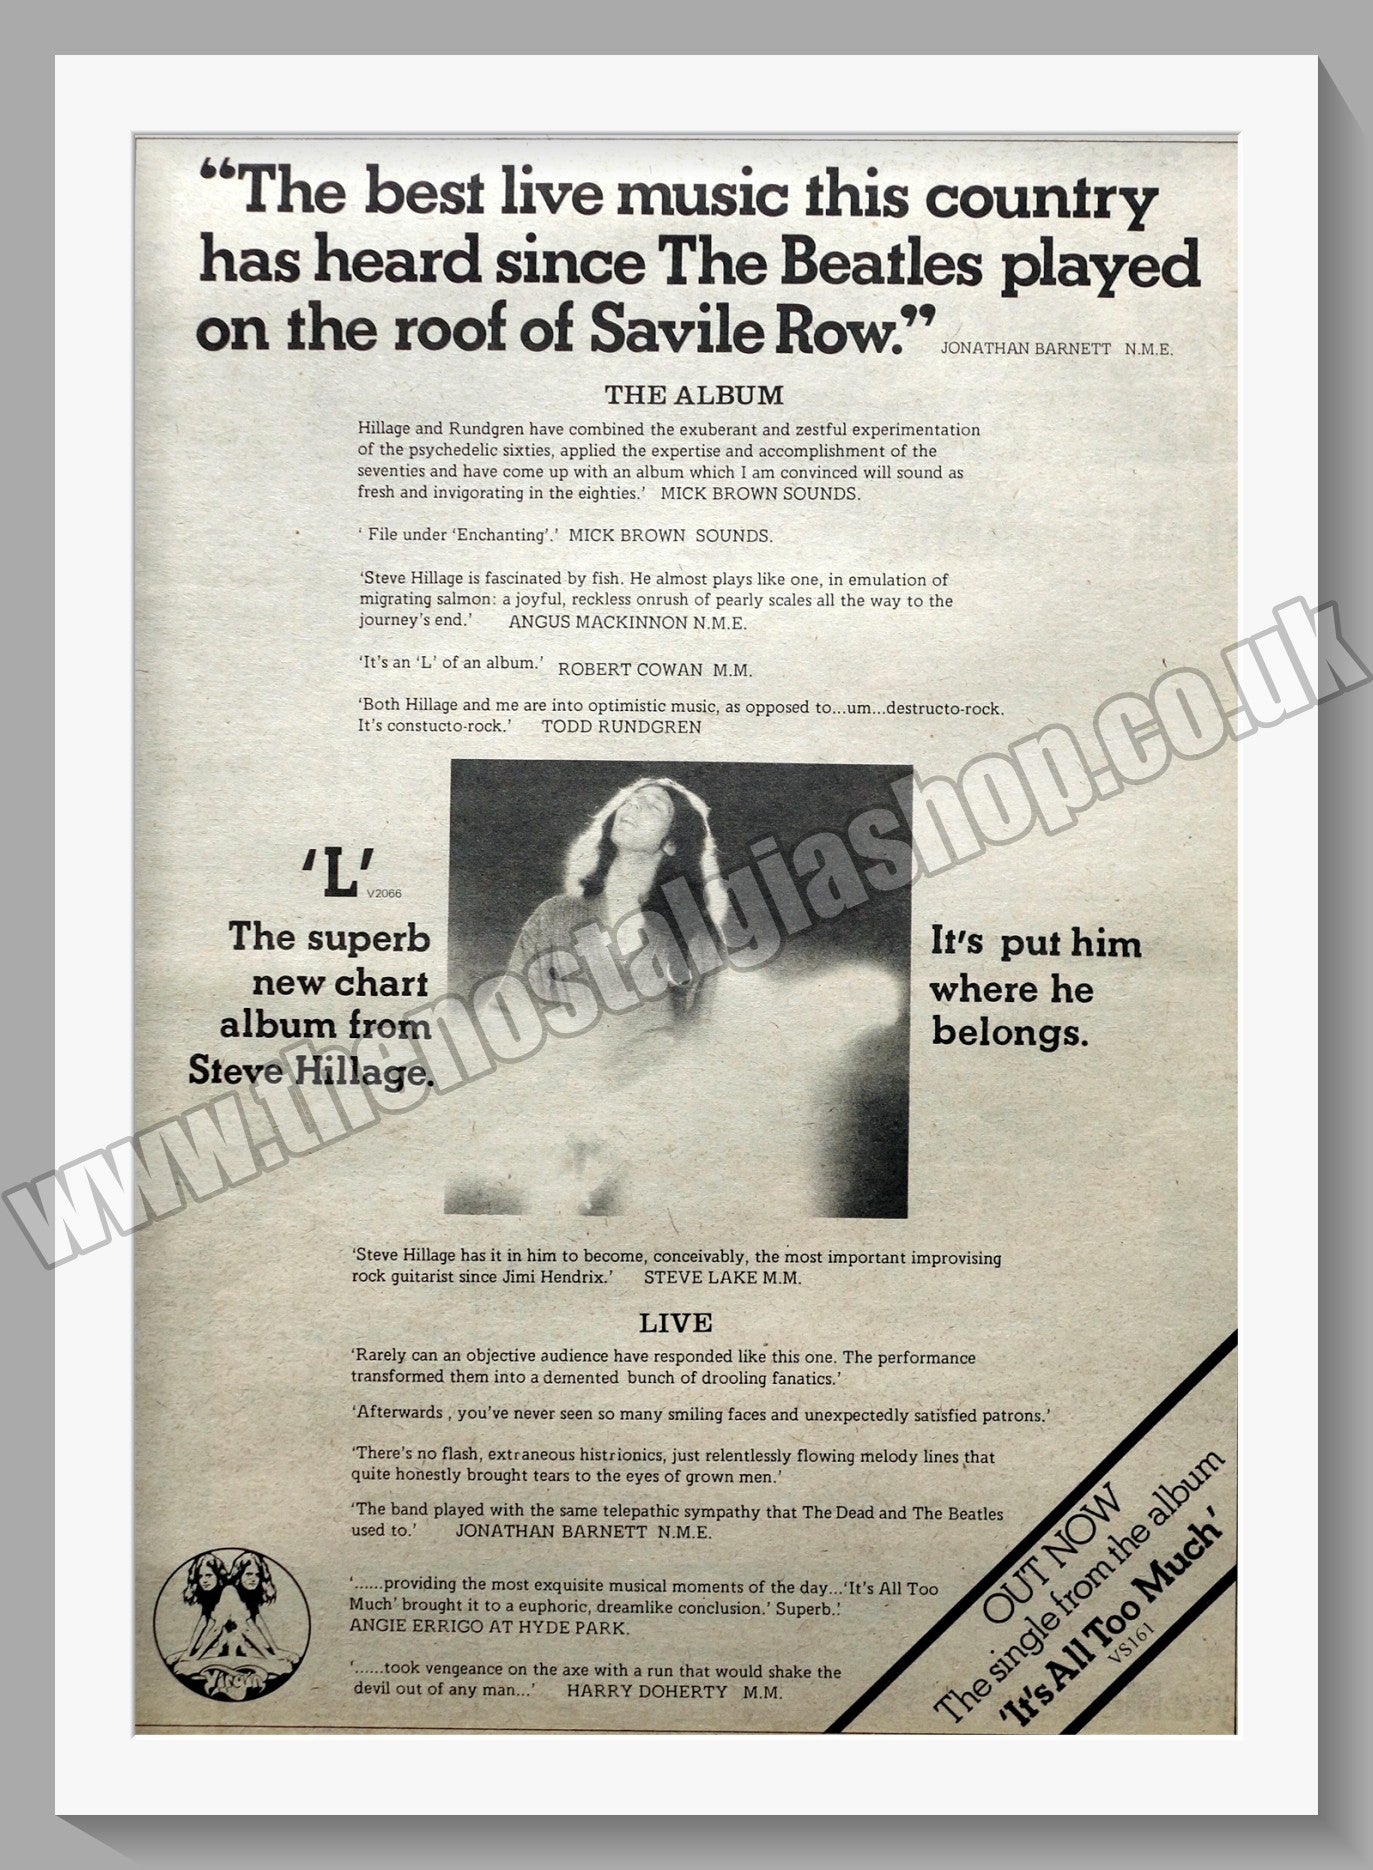 “The best live music this country
has heard since The Beatles played
on the roof of Savile Row.” JONATHAN BARNETT N.M.E.
THE ALBUM
Hillage and Rundgren have combined the exuberant and zestful experimentation
of the psychedelic sixties, applied the expertise and accomplishment of the
seventies and have come up with an album which I am convinced will sound as
fresh and invigorating in the eighties.’ MICK BROWN SOUNDS.
‘ File under ‘Enchanting’.’ MICK BROWN SOUNDS.
‘Steve Hillage is fascinated by fish. He almost plays like one, in emulation of
migrating salmon: a joyful, reckless onrush of pearly scales all the way to the
journey’s end.’ ANGUS MACKINNON N.M.E.
‘It’s an ‘L’ of an album.’ ROBERT COWAN M.M.
‘Both Hillage and me are into optimistic music, as opposed to...um...destructo-rock.
It’s constucto-rock.’ TODD RUNDGREN
‘L’ V2066
The superb
new chart
album from
Steve Hillage.
It’s put him
where he
belongs.
‘Steve Hillage has it in him to become, conceivably, the most important improvising
rock guitarist since Jimi Hendrix.’ STEVE LAKE M.M.
LIVE
‘Rarely can an objective audience have responded like this one. The performance
transformed them into a demented bunch of drooling fanatics.’
‘Afterwards , you’ve never seen so many smiling faces and unexpectedly satisfied patrons.’
‘There’s no flash, extraneous histrionics, just relentlessly flowing melody lines that
quite honestly brought tears to the eyes of grown men.’
‘The band played with the same telepathic sympathy that The Dead and The Beatles
used to.’ JONATHAN BARNETT N.M.E.
‘......providing the most exquisite musical moments of the day...‘It’s All Too
Much’ brought it to a euphoric, dreamlike conclusion.’ Superb.’
ANGIE ERRIGO AT HYDE PARK.
‘......took vengeance on the axe with a run that would shake the
devil out of any man...’ HARRY DOHERTY M.M.
Virgin
OUT NOW
The single from the album
‘It’s All Too Much’
VS161
www.thenostalgiashop.co.uk